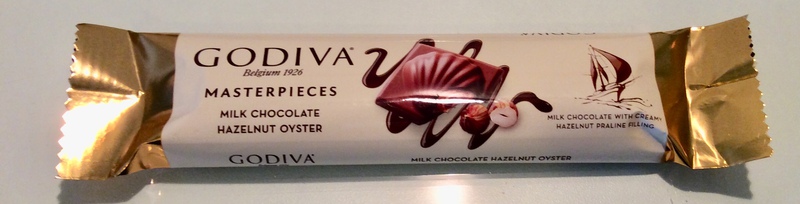 GODIVA
Belgium 1926
MASTERPIECES
MILK CHOCOLATE
HAZELNUT OYSTER
MILK CHOCOLATE WITH CREAMY
HAZELNUT PRALINE FILLING
GODIVA
MILK CHOCOLATE HAZELNUT OYSTER